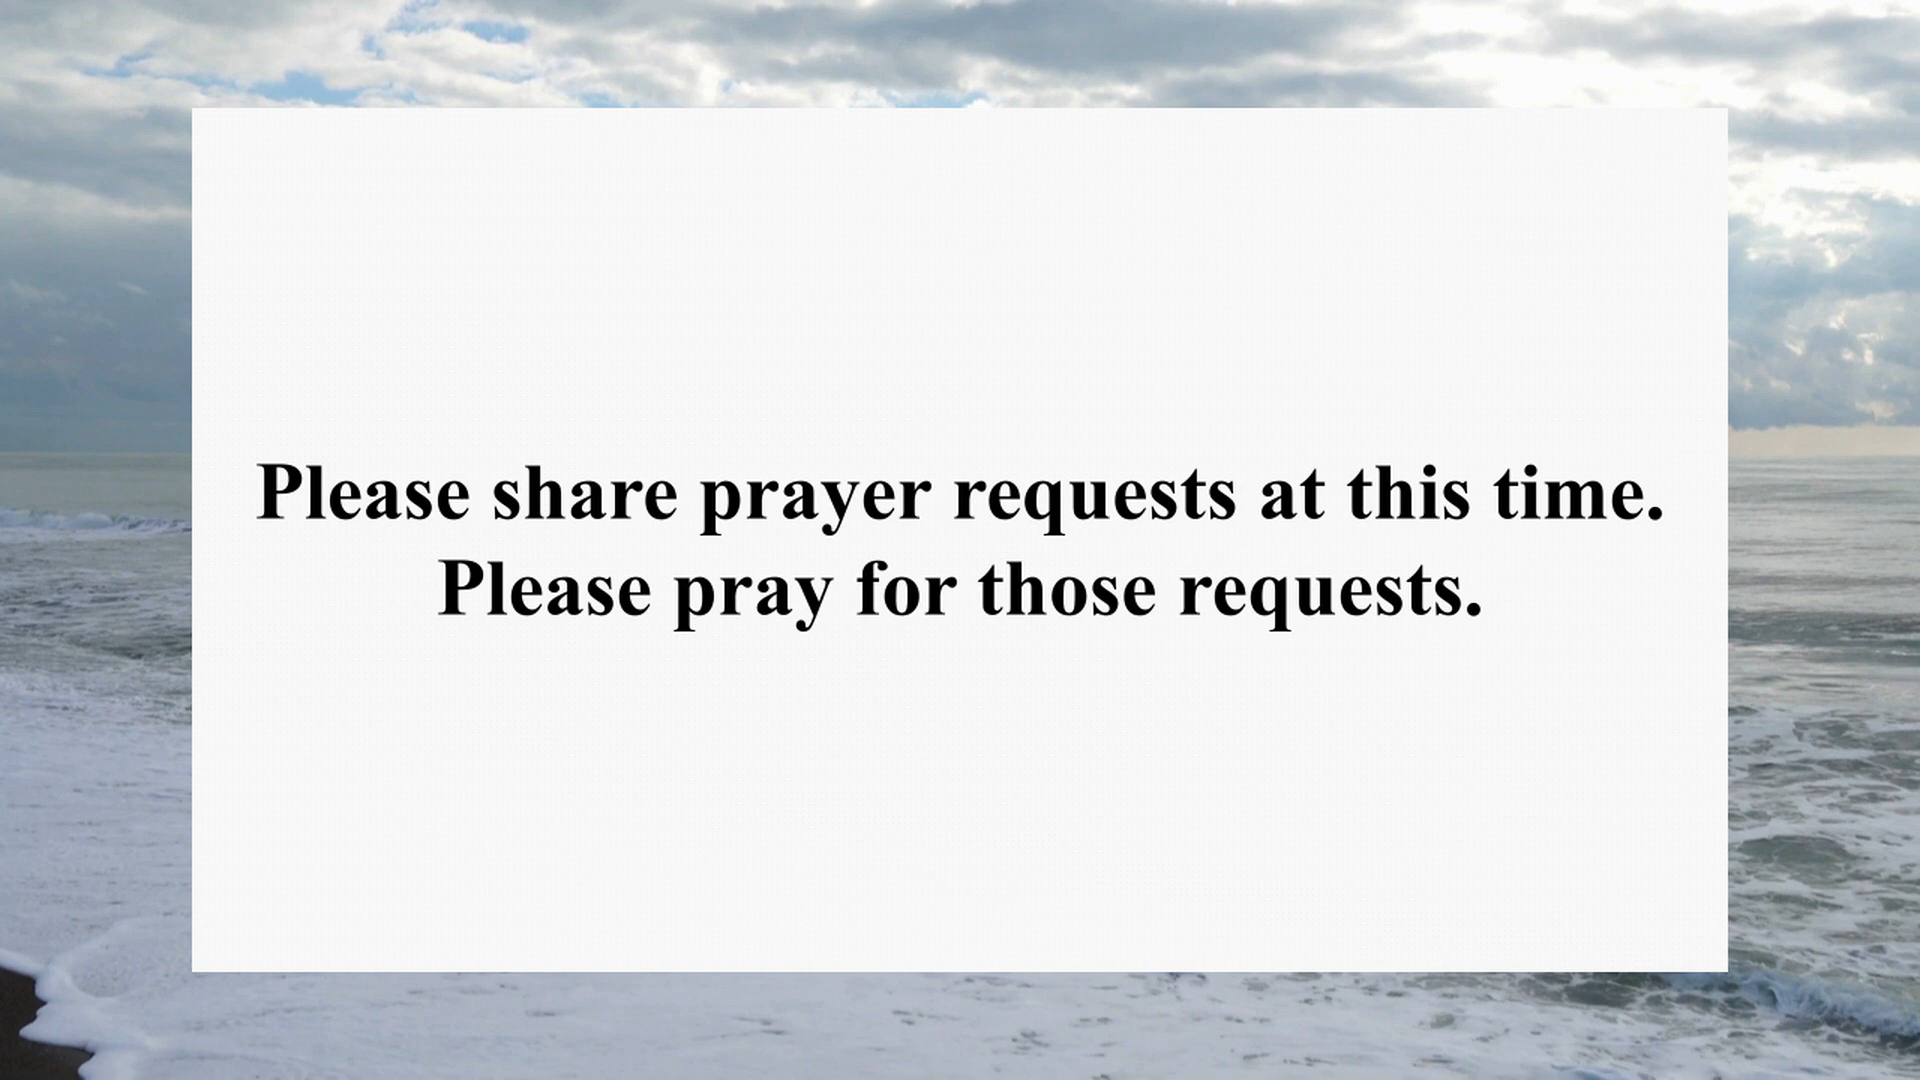 Please share prayer requests at this time.
Please pray for those requests.